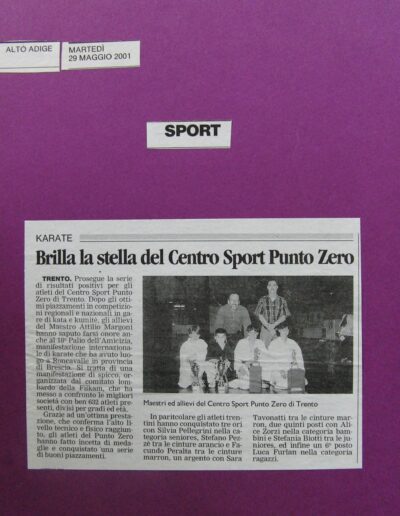 ALTO ADIGE
MARTEDÌ
29 MAGGIO 2001
SPORT
KARATE
Brilla la stella del Centro Sport Punto Zero
TRENTO. Prosegue la serie
di risultati positivi per gli
atleti del Centro Sport Punto
Zero di Trento. Dopo gli otti
mi piazzamenti in competizio-
ni regionali e nazionali in ga-
re di kata e kumité, gli allievi
del Maestro Attilio Margoni
hanno saputo farsi onore an-
che al 18º Palio dell'Amicizia,
manifestazione internaziona-
le di karate che ha avuto luo-
go a Roncavalle in provincia
di Brescia. Si tratta di una
manifestazione di spicco, or-
ganizzata dal comitato lom-
bardo della Fijlkam, che ha
messo a confronto le migliori
società con ben 632 atleti pre-
senti, divisi per gradi ed età.
Grazie ad un'ottima presta-
zione, che conferma l'alto li-
vello tecnico e fisico raggiun-
to, gli atleti del Punto Zero
hanno fatto incetta di meda-
glie e conquistano una serie
di buoni piazzamenti.
Maestri ed allievi del Centro Sport Punto Zero di Trento
In paritcolare gli atleti tren-
tini hanno conquistato tre ori
con Silvia Pellegrini nella ca-
tegoria seniores, Stefano Pez-
zè tra le cinture arancio e Fa-
cundo Peralta tra le cinture
marron, un argento con Sara
Tavonatti tra le cinture mar-
ron, due quinti posti con Ali-
ce Zorzi nella categoria bam-
bini e Stefania Biotti tra le ju-
niores, ed infine un 6º posto
Luca Furlan nella categoria
ragazzi.